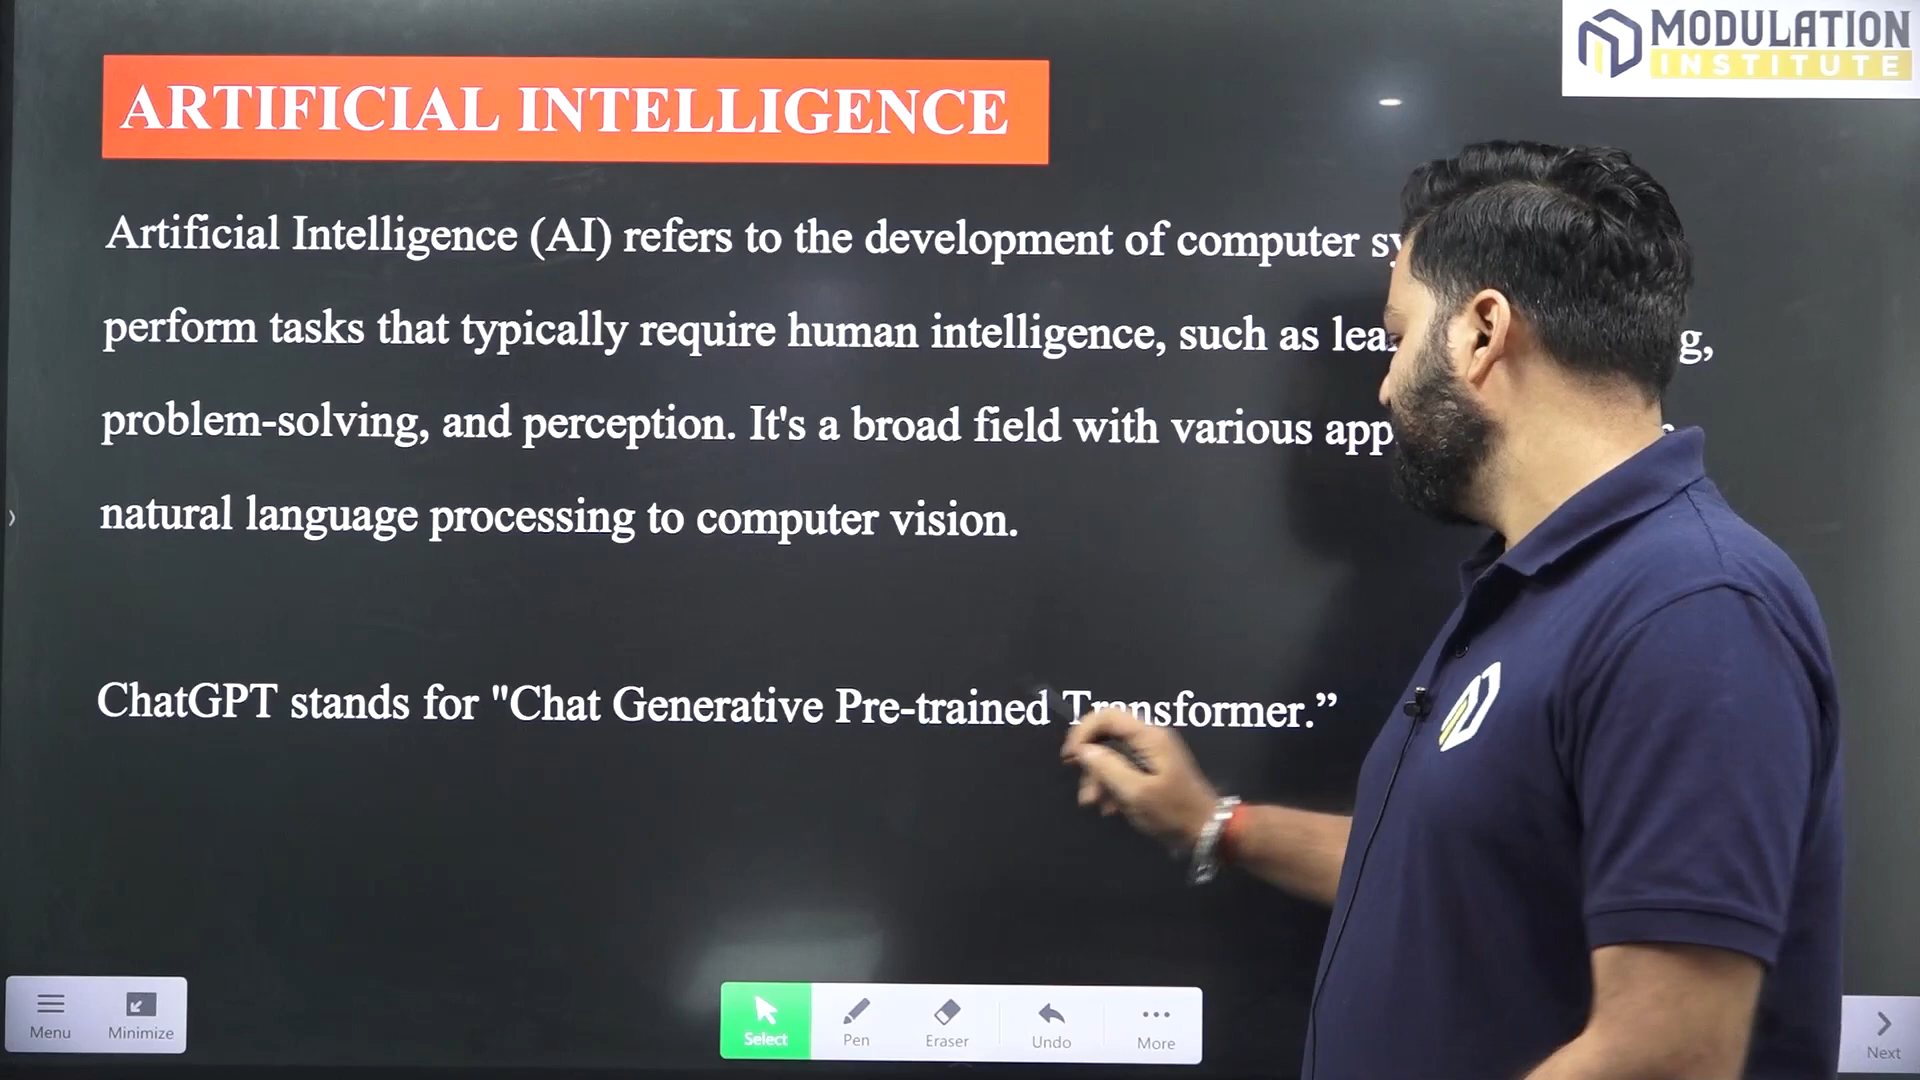 MODULATION
INSTITUTE
ARTIFICIAL INTELLIGENCE
Artificial Intelligence (AI) refers to the development of computer
perform tasks that typically require human intelligence, such as
problem-solving, and perception. It's a broad field with various
natural language processing to computer vision.
ChatGPT stands for "Chat Generative Pre-trained Transformer.”
Menu
Minimize
Select
Pen
Eraser
Undo
More
Next